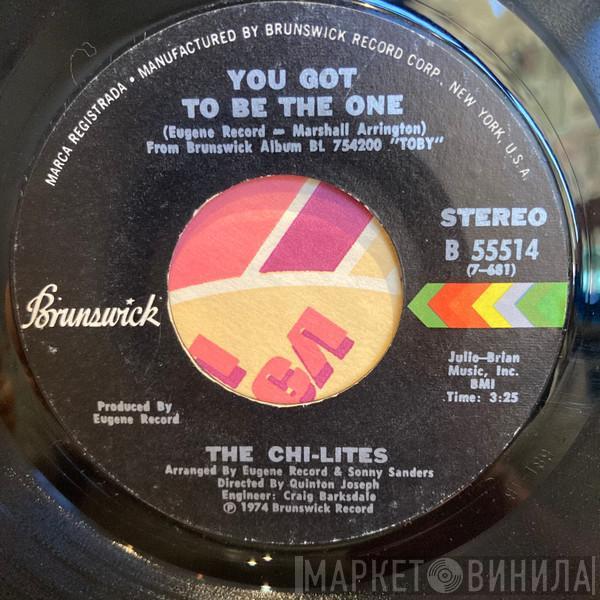 MARCA REGISTRADA • MANUFACTURED BY BRUNSWICK RECORD CORP., NEW YORK, U.S.A.
YOU GOT
TO BE THE ONE
(Eugene Record - Marshall Arrington)
From Brunswick Album BL 754200 "TOBY"
STEREO
B 55514
(7-681)
Brunswick
Julio-Brian
Music, Inc.
BMI
Time: 3:25
Produced By
Eugene Record
THE CHI-LITES
Arranged By Eugene Record & Sonny Sanders
Directed By Quinton Joseph
Engineer: Craig Barksdale
℗ 1974 Brunswick Record
МАРКЕТ ВИНИЛА